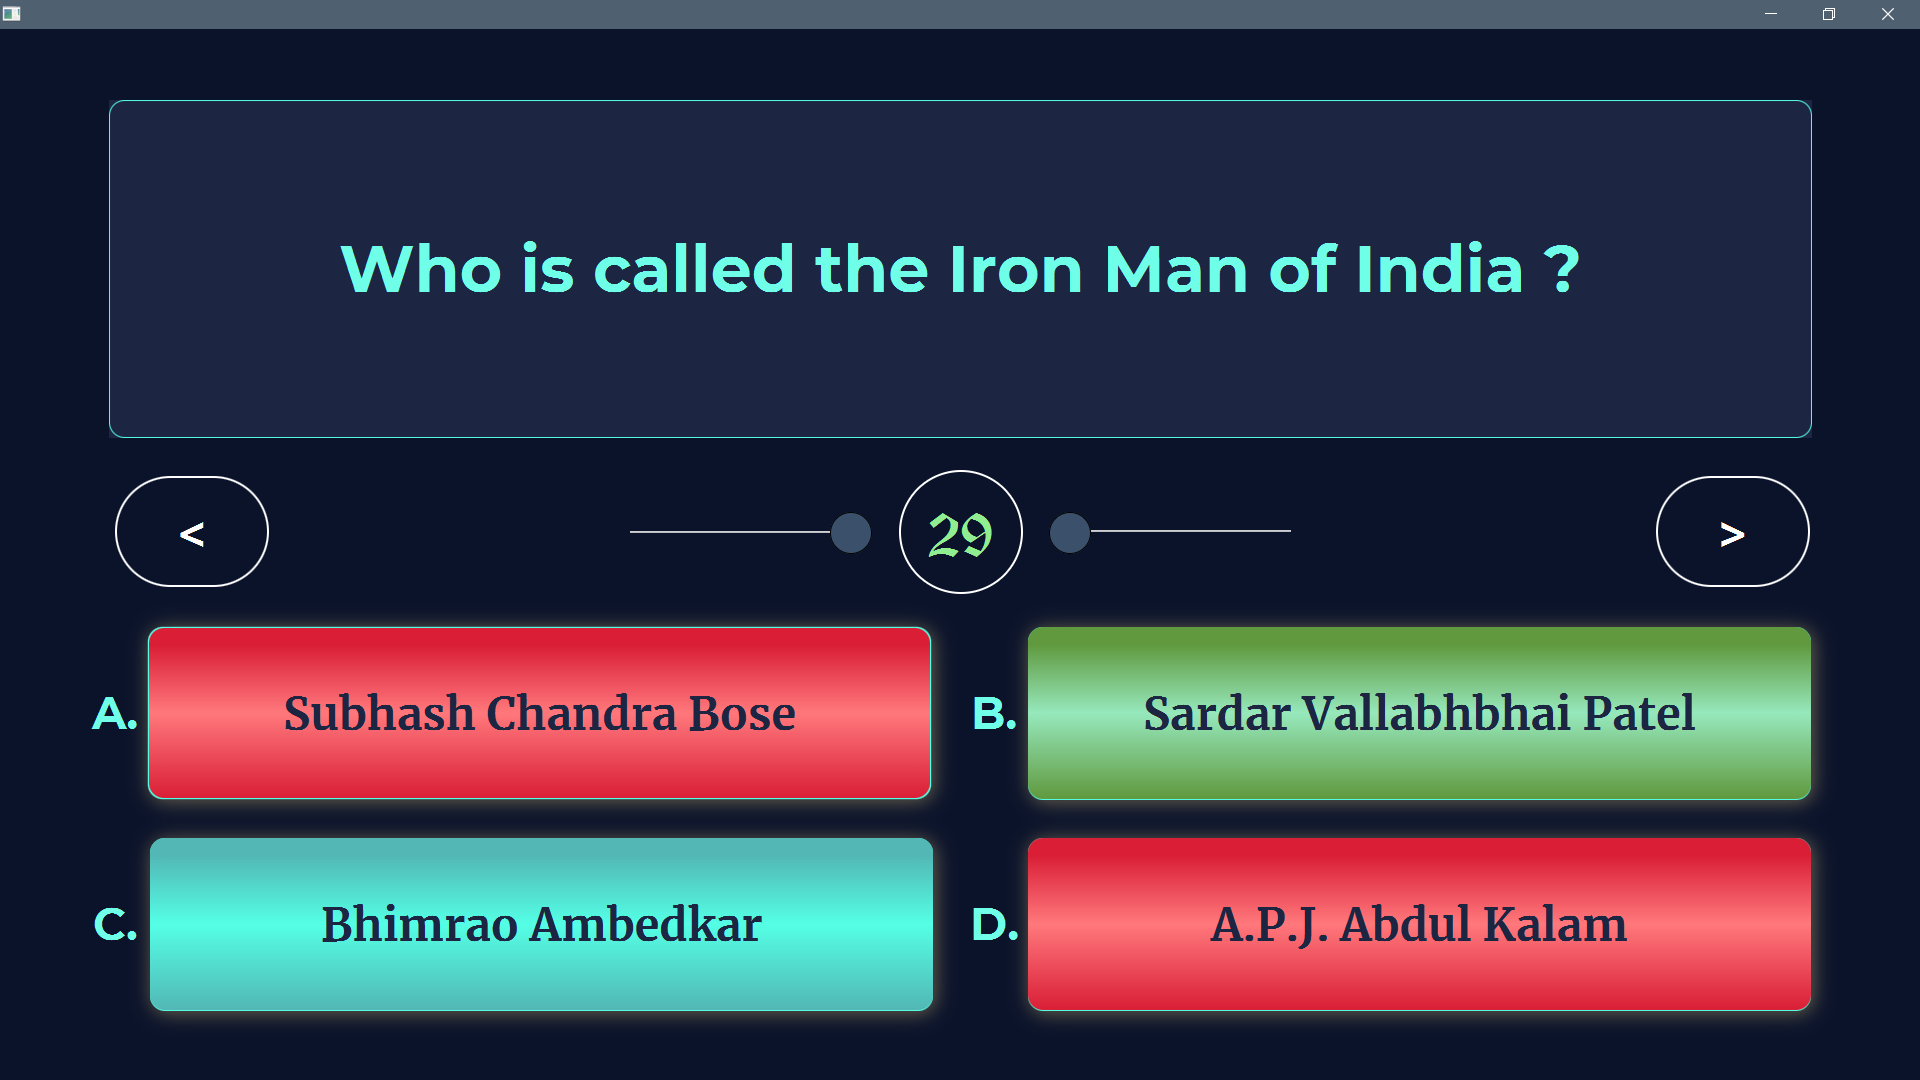 Who is called the Iron Man of India ?
<
29
>
A. Subhash Chandra Bose
B. Sardar Vallabhbhai Patel
C. Bhimrao Ambedkar
D. A.P.J. Abdul Kalam